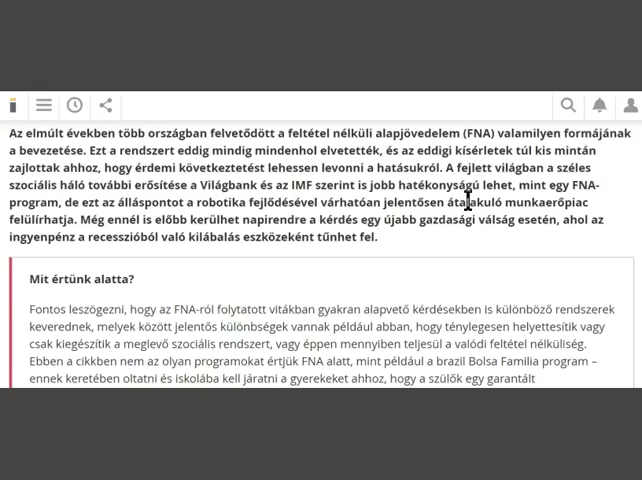 Az elmúlt években több országban felvetődött a feltétel nélküli alapjövedelem (FNA) valamilyen formájának
a bevezetése. Ezt a rendszert eddig mindig mindenhol elvetették, és az eddigi kísérletek túl kis mintán
zajlottak ahhoz, hogy érdemi következtetést lehessen levonni a hatásukról. A fejlett világban a széles
szociális háló további erősítése a Világbank és az IMF szerint is jobb hatékonyságú lehet, mint egy FNA-
program, de ezt az álláspontot a robotika fejlődésével várhatóan jelentősen átalakuló munkaerőpiac
felülírhatja. Még ennél is előbb kerülhet napirendre a kérdés egy újabb gazdasági válság esetén, ahol az
ingyenpénz a recesszióból való kilábalás eszközeként tűnhet fel.
Mit értünk alatta?
Fontos leszögezni, hogy az FNA-ról folytatott vitákban gyakran alapvető kérdésekben is különböző rendszerek
keverednek, melyek között jelentős különbségek vannak például abban, hogy ténylegesen helyettesítik vagy
csak kiegészítik a meglevő szociális rendszert, vagy éppen mennyiben teljesül a valódi feltétel nélküliség.
Ebben a cikkben nem az olyan programokat értjük FNA alatt, mint például a brazil Bolsa Família program –
ennek keretében oltatni és iskolába kell járatni a gyerekeket ahhoz, hogy a szülők egy garantált